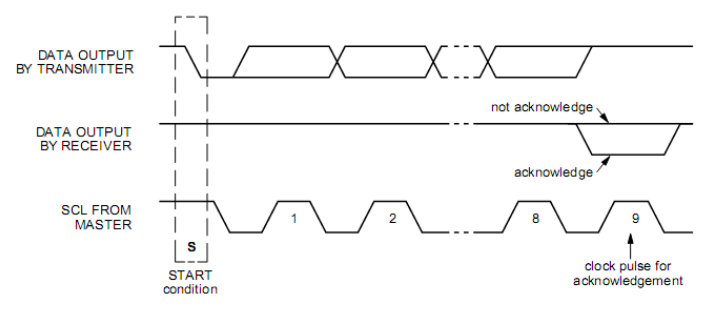 DATA OUTPUT
BY TRANSMITTER
not acknowledge
DATA OUTPUT
BY RECEIVER
acknowledge
SCL FROM
MASTER
1
2
8
9
S
START
condition
clock pulse for
acknowledgement